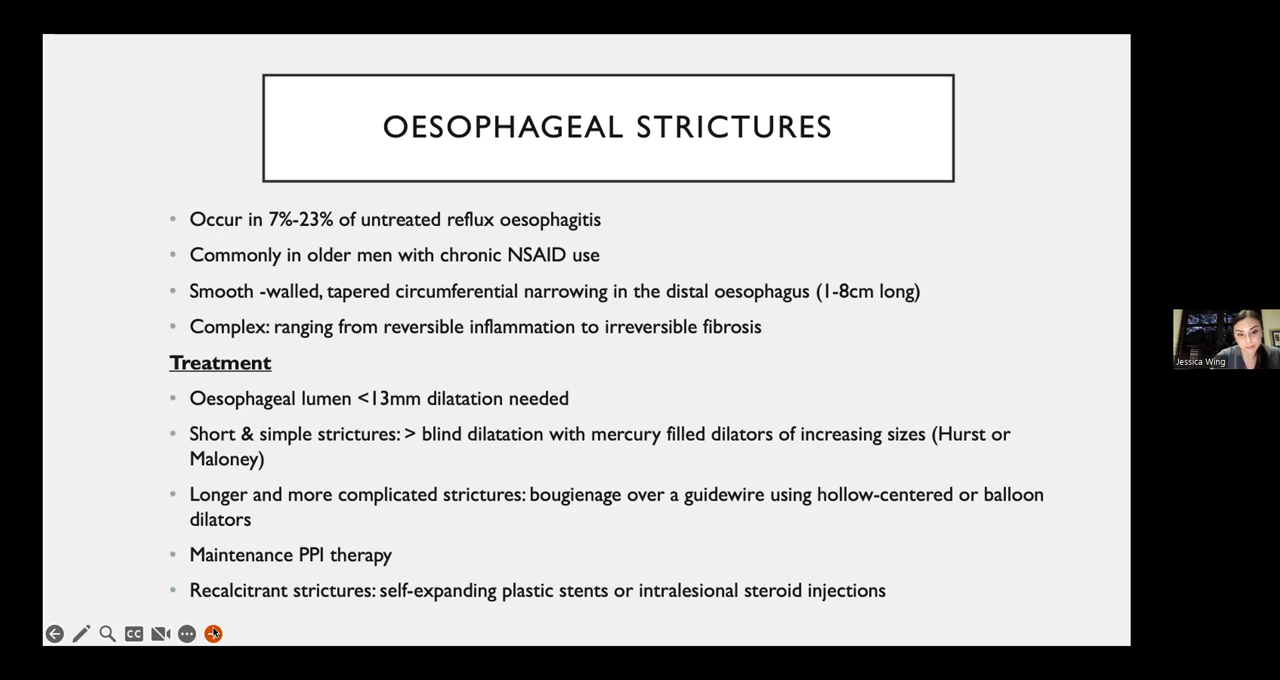 OESOPHAGEAL STRICTURES
• Occur in 7%-23% of untreated reflux oesophagitis
• Commonly in older men with chronic NSAID use
• Smooth -walled, tapered circumferential narrowing in the distal oesophagus (1-8cm long)
• Complex: ranging from reversible inflammation to irreversible fibrosis
Treatment
• Oesophageal lumen <13mm dilatation needed
• Short & simple strictures: > blind dilatation with mercury filled dilators of increasing sizes (Hurst or
Maloney)
• Longer and more complicated strictures: bougienage over a guidewire using hollow-centered or balloon
dilators
• Maintenance PPI therapy
• Recalcitrant strictures: self-expanding plastic stents or intralesional steroid injections
CC
Jessica Wing